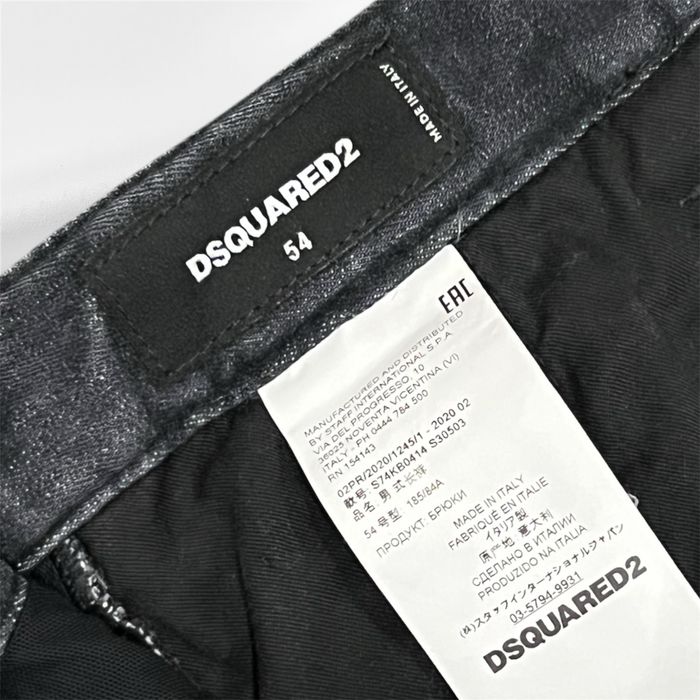 DSQUARED2
54
MADE IN ITALY
EAC
MANUFACTURED AND DISTRIBUTED
BY STAFF INTERNATIONAL S.P.A
VIA DEL PROGRESSO, 10
36025 NOVENTA VICENTINA (VI)
ITALY - PH 0444 784 500
RN 154143
02PR/2020/1245/1 - 2020 02
款号: S74KB0414 S30503
品名: 男式长裤
54 号型: 185/84A
ПРОДУКТ: БРЮКИ
MADE IN ITALY
FABRIQUÉ EN ITALIE
イタリア製
原产地 意大利
СДЕЛАНО В ИТАЛИИ
PRODUZIDO NA ITALIA
(株)スタッフインターナショナルジャパン
03-5794-9931
DSQUARED2